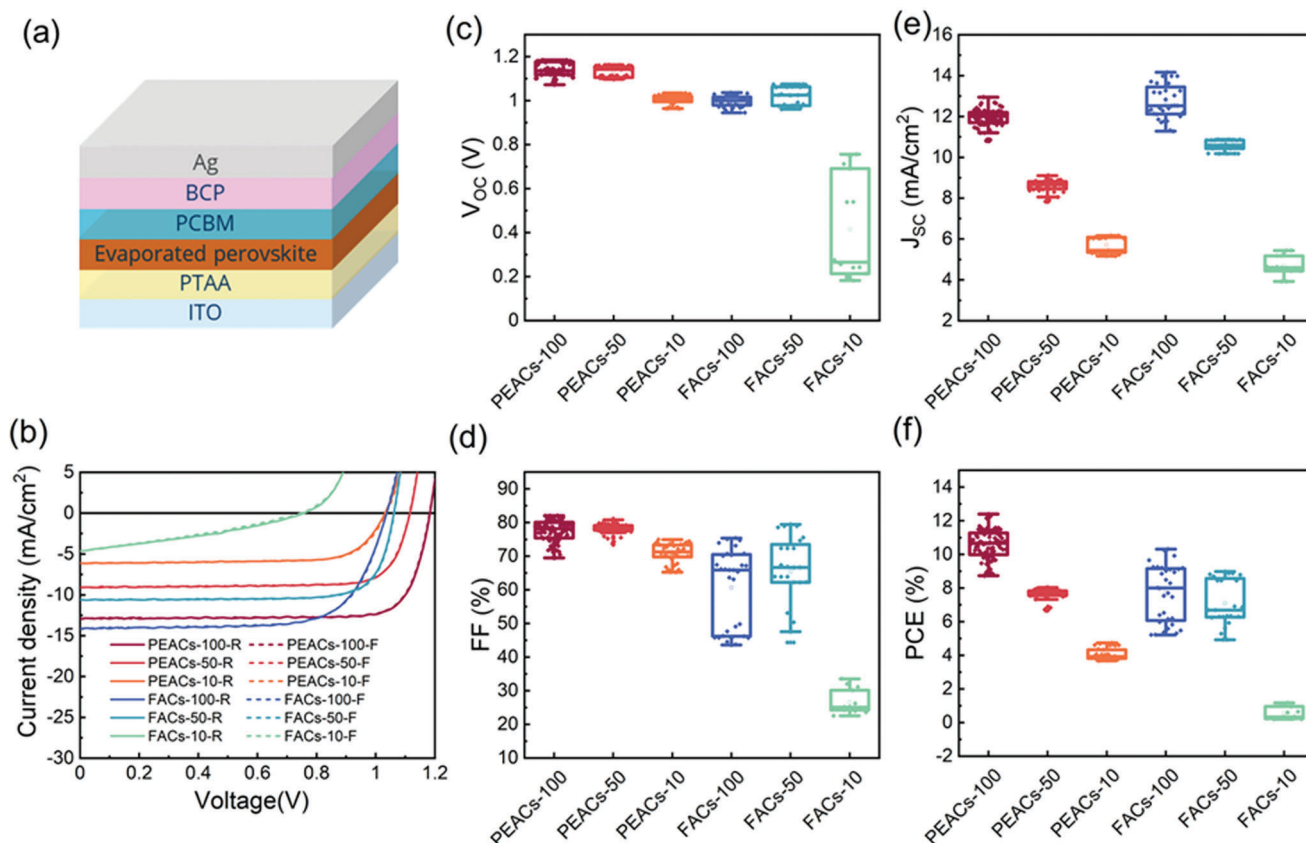 (a)
Ag
BCP
PCBM
Evaporated perovskite
PTAA
ITO
(b)
Current density (mA/cm²)
5
0
-5
-10
-15
-20
-25
-30
0
0.2
0.4
0.6
0.8
1
1.2
Voltage(V)
PEACs-100-R
PEACs-100-F
PEACs-50-R
PEACs-50-F
PEACs-10-R
PEACs-10-F
FACs-100-R
FACs-100-F
FACs-50-R
FACs-50-F
FACs-10-R
FACs-10-F
(c)
V_OC (V)
1.2
1
0.8
0.6
0.4
0.2
0
PEACs-100
PEACs-50
PEACs-10
FACs-100
FACs-50
FACs-10
(d)
FF (%)
90
80
70
60
50
40
30
20
10
PEACs-100
PEACs-50
PEACs-10
FACs-100
FACs-50
FACs-10
(e)
J_SC (mA/cm²)
16
14
12
10
8
6
4
2
PEACs-100
PEACs-50
PEACs-10
FACs-100
FACs-50
FACs-10
(f)
PCE (%)
14
12
10
8
6
4
2
0
-2
PEACs-100
PEACs-50
PEACs-10
FACs-100
FACs-50
FACs-10